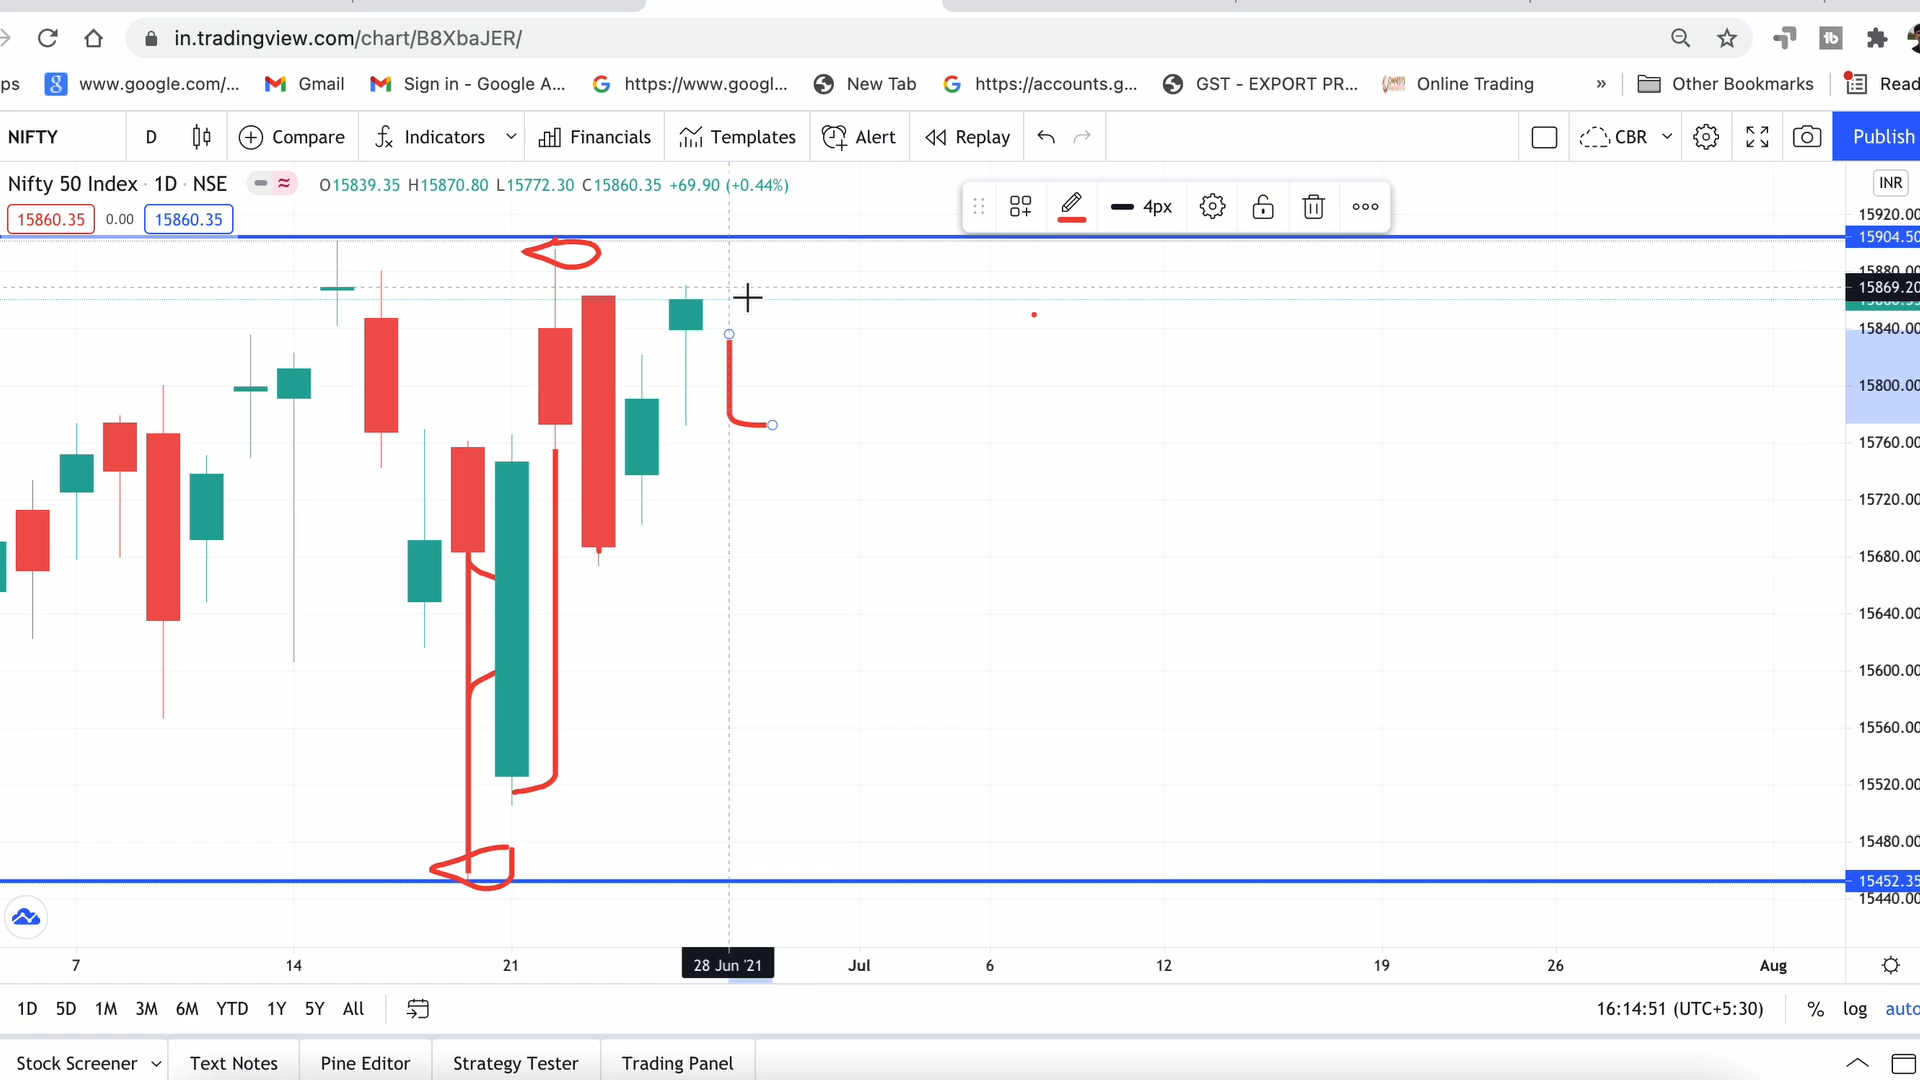 in.tradingview.com/chart/B8XbaJER/
ps www.google.com/... Gmail Sign in - Google A... https://www.googl... New Tab https://accounts.g... GST - EXPORT PR... Online Trading » Other Bookmarks Read
NIFTY D Compare Indicators Financials Templates Alert Replay CBR Publish
Nifty 50 Index · 1D · NSE O15839.35 H15870.80 L15772.30 C15860.35 +69.90 (+0.44%)
INR
15860.35 0.00 15860.35
4px
15920.00
15904.50
15880.00
15869.20
15840.00
15800.00
15760.00
15720.00
15680.00
15640.00
15600.00
15560.00
15520.00
15480.00
15452.35
15440.00
7 14 21 28 Jun '21 Jul 6 12 19 26 Aug
1D 5D 1M 3M 6M YTD 1Y 5Y All 16:14:51 (UTC+5:30) % log auto
Stock Screener Text Notes Pine Editor Strategy Tester Trading Panel